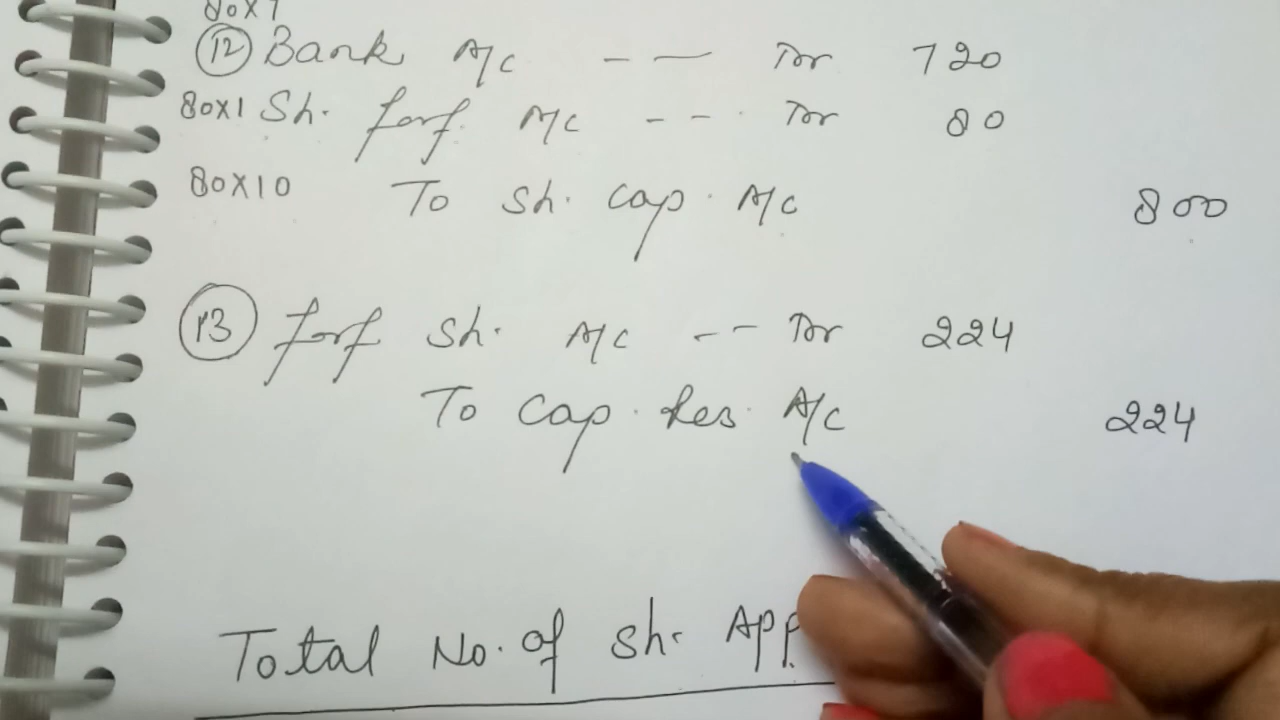 80X7
12 Bank A/c - — Dr 720
80X1 Sh. forf. A/c - - - Dr 80
80X10 To Sh. Cap. A/c 800
13 forf Sh. A/c - - Dr 224
To Cap. Res. A/c 224
Total No. of Sh. App